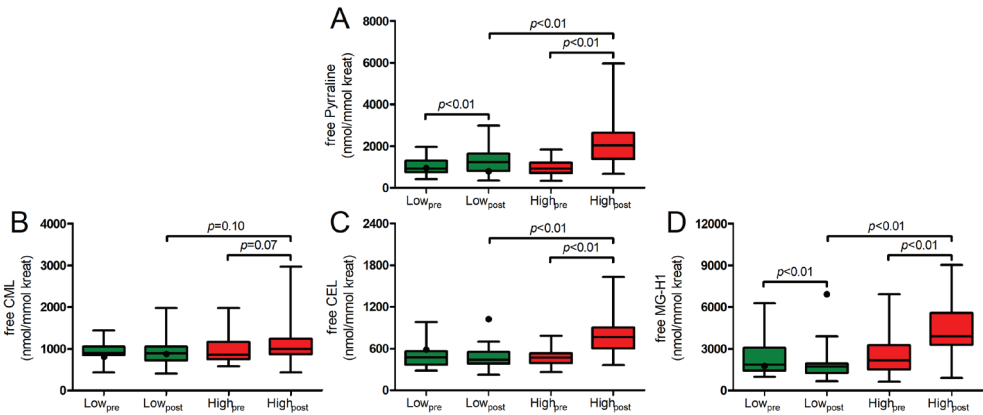 A
free Pyrraline
(nmol/mmol kreat)
8000
6000
4000
2000
0
p<0.01
p<0.01
p<0.01
Lowpre
Lowpost
Highpre
Highpost
B
free CML
(nmol/mmol kreat)
4000
3000
2000
1000
0
p=0.10
p=0.07
Lowpre
Lowpost
Highpre
Highpost
C
free CEL
(nmol/mmol kreat)
2400
1800
1200
600
0
p<0.01
p<0.01
Lowpre
Lowpost
Highpre
Highpost
D
free MG-H1
(nmol/mmol kreat)
12000
9000
6000
3000
0
p<0.01
p<0.01
p<0.01
Lowpre
Lowpost
Highpre
Highpost